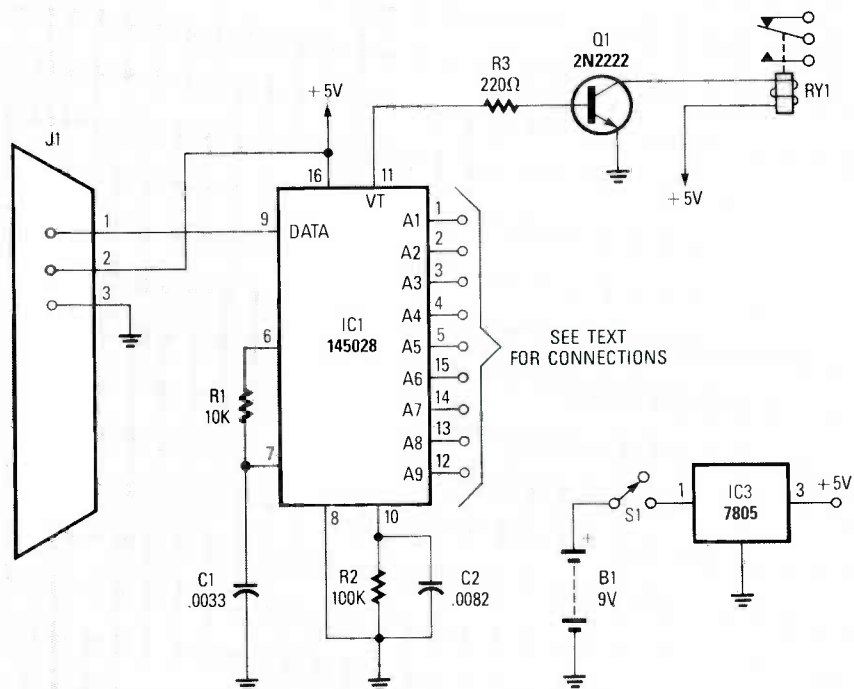 J1
1
2
3
+5V
16
11
VT
9
DATA
6
7
8
10
IC1
145028
R1
10K
C1
.0033
R2
100K
C2
.0082
R3
220Ω
Q1
2N2222
RY1
+5V
A1 1
A2 2
A3 3
A4 4
A5 5
A6 15
A7 14
A8 13
A9 12
SEE TEXT
FOR CONNECTIONS
S1
1
IC3
7805
3
+5V
+
B1
9V